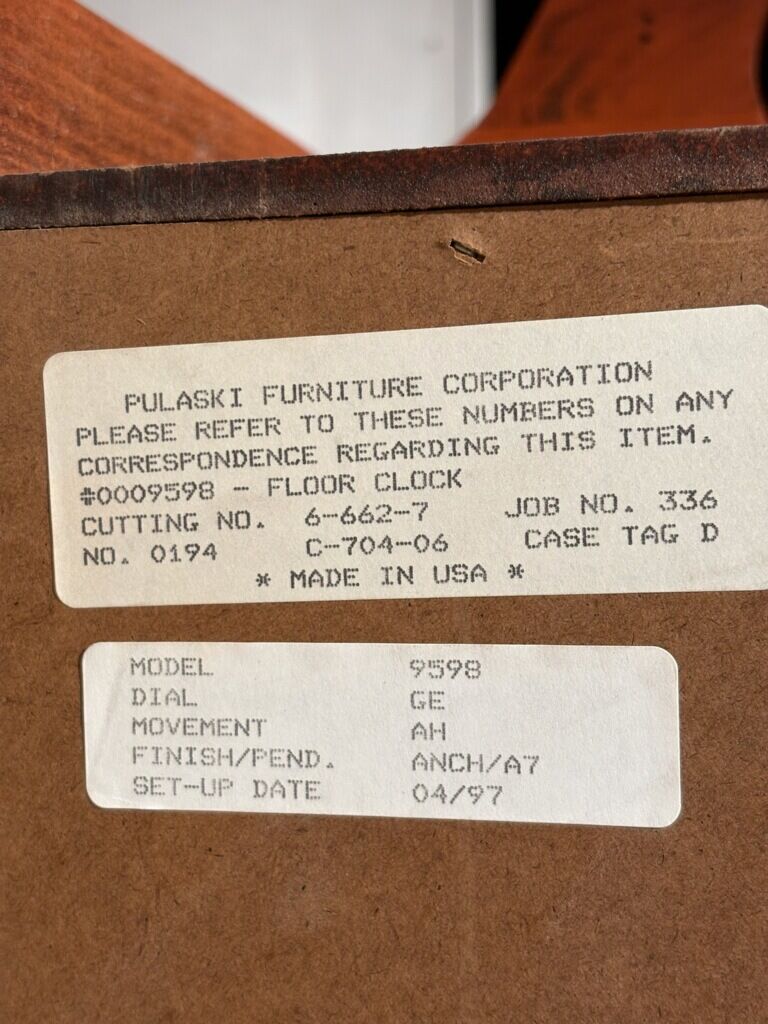 PULASKI FURNITURE CORPORATION
PLEASE REFER TO THESE NUMBERS ON ANY
CORRESPONDENCE REGARDING THIS ITEM.
#0009598 - FLOOR CLOCK
CUTTING NO. 6-662-7 JOB NO. 336
NO. 0194 C-704-06 CASE TAG D
* MADE IN USA *
MODEL 9598
DIAL GE
MOVEMENT AH
FINISH/PEND. ANCH/A7
SET-UP DATE 04/97